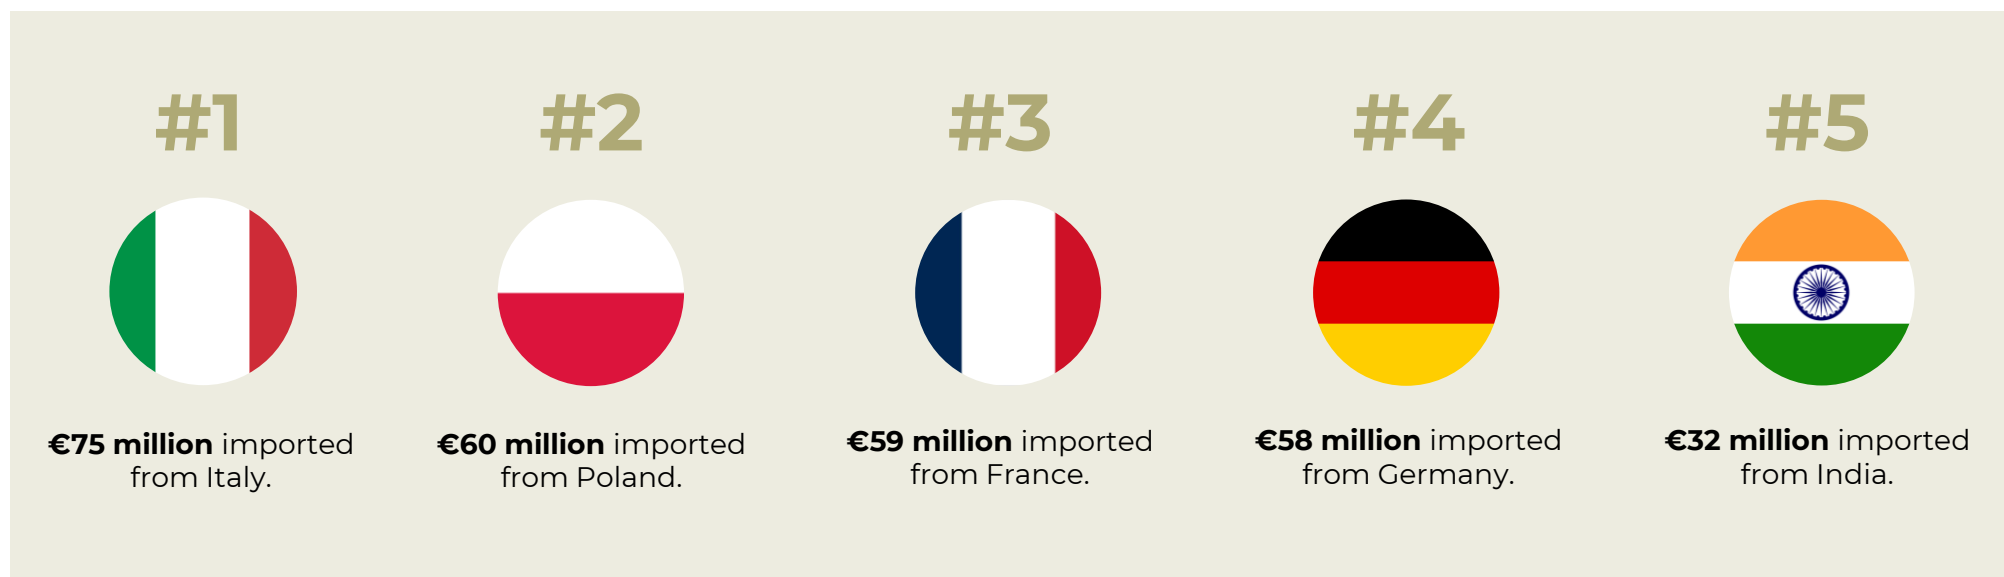 #1
€75 million imported
from Italy.
#2
€60 million imported
from Poland.
#3
€59 million imported
from France.
#4
€58 million imported
from Germany.
#5
€32 million imported
from India.